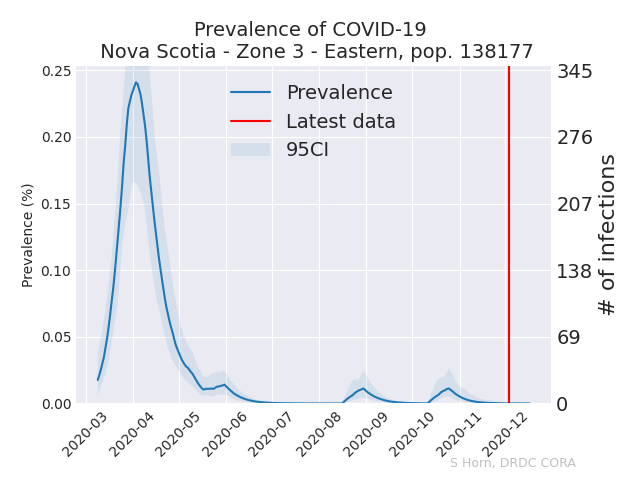 Prevalence of COVID-19
Nova Scotia - Zone 3 - Eastern, pop. 138177
Prevalence
Latest data
95CI
Prevalence (%)
0.25
0.20
0.15
0.10
0.05
0.00
345
276
207
138
69
0
# of infections
2020-03
2020-04
2020-05
2020-06
2020-07
2020-08
2020-09
2020-10
2020-11
2020-12
S Horn, DRDC CORA